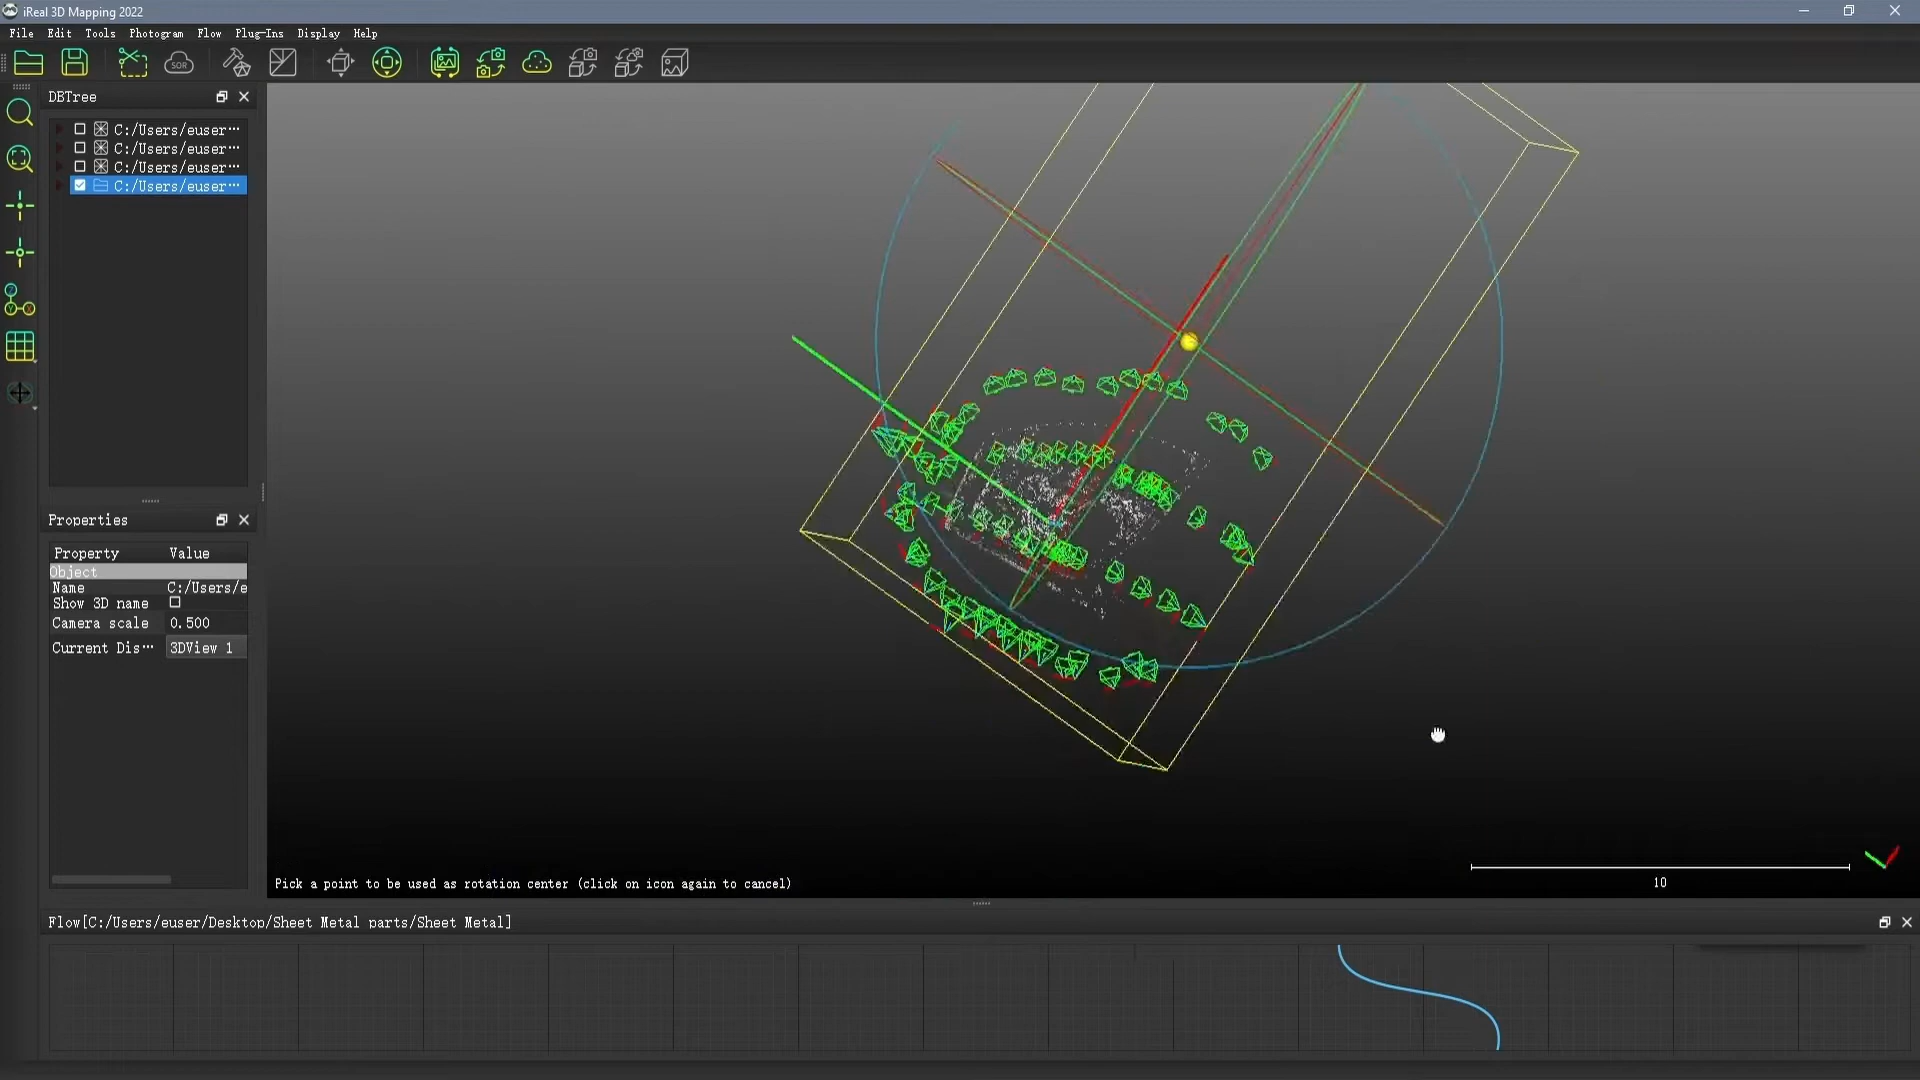 iReal 3D Mapping 2022
File Edit Tools Photogram Flow Plug-Ins Display Help
SOR
DBTree
C:/Users/euser···
C:/Users/euser···
C:/Users/euser
C:/Users/euser···
Properties
Property Value
Object
Name C:/Users/e
Show 3D name
Camera scale 0.500
Current Dis··· 3DView 1
Pick a point to be used as rotation center (click on icon again to cancel)
10
Flow[C:/Users/euser/Desktop/Sheet Metal parts/Sheet Metal]